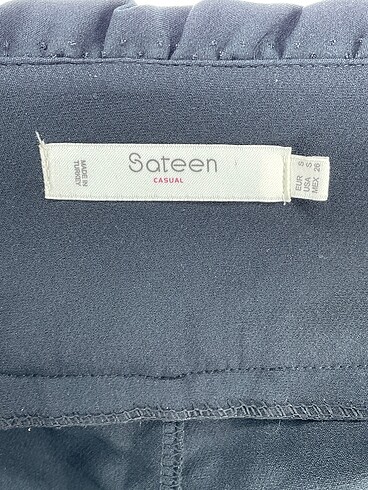 MADE IN
TURKEY
Sateen
CASUAL
EUR S
USA S
MEX 26